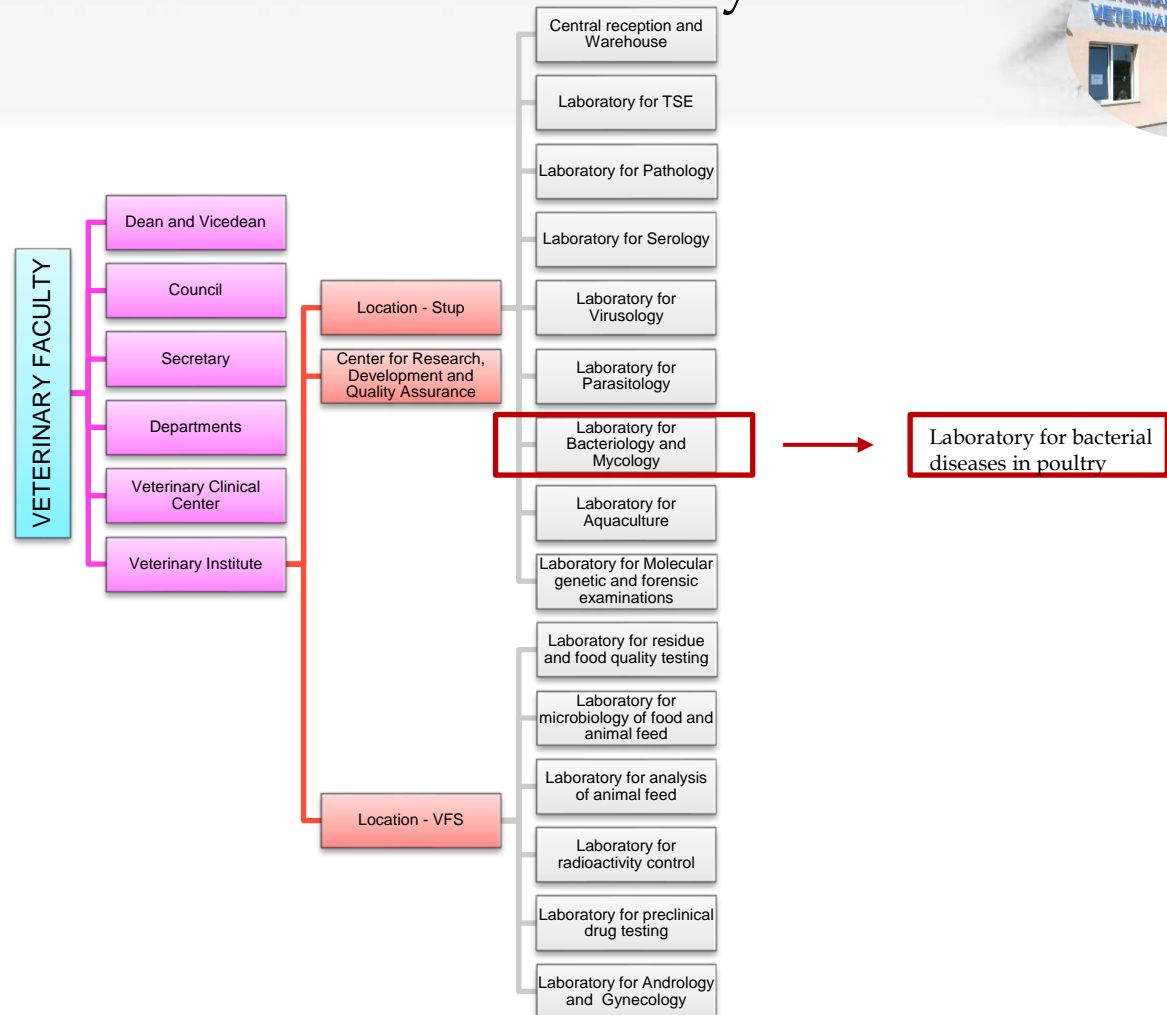 VETERINARY
VETERINARY FACULTY
Dean and Vicedean
Council
Secretary
Departments
Veterinary Clinical
Center
Veterinary Institute
Location - Stup
Center for Research,
Development and
Quality Assurance
Location - VFS
Central reception and
Warehouse
Laboratory for TSE
Laboratory for Pathology
Laboratory for Serology
Laboratory for
Virusology
Laboratory for
Parasitology
Laboratory for
Bacteriology and
Mycology
Laboratory for
Aquaculture
Laboratory for Molecular
genetic and forensic
examinations
Laboratory for residue
and food quality testing
Laboratory for
microbiology of food and
animal feed
Laboratory for analysis
of animal feed
Laboratory for
radioactivity control
Laboratory for preclinical
drug testing
Laboratory for Andrology
and Gynecology
Laboratory for bacterial
diseases in poultry